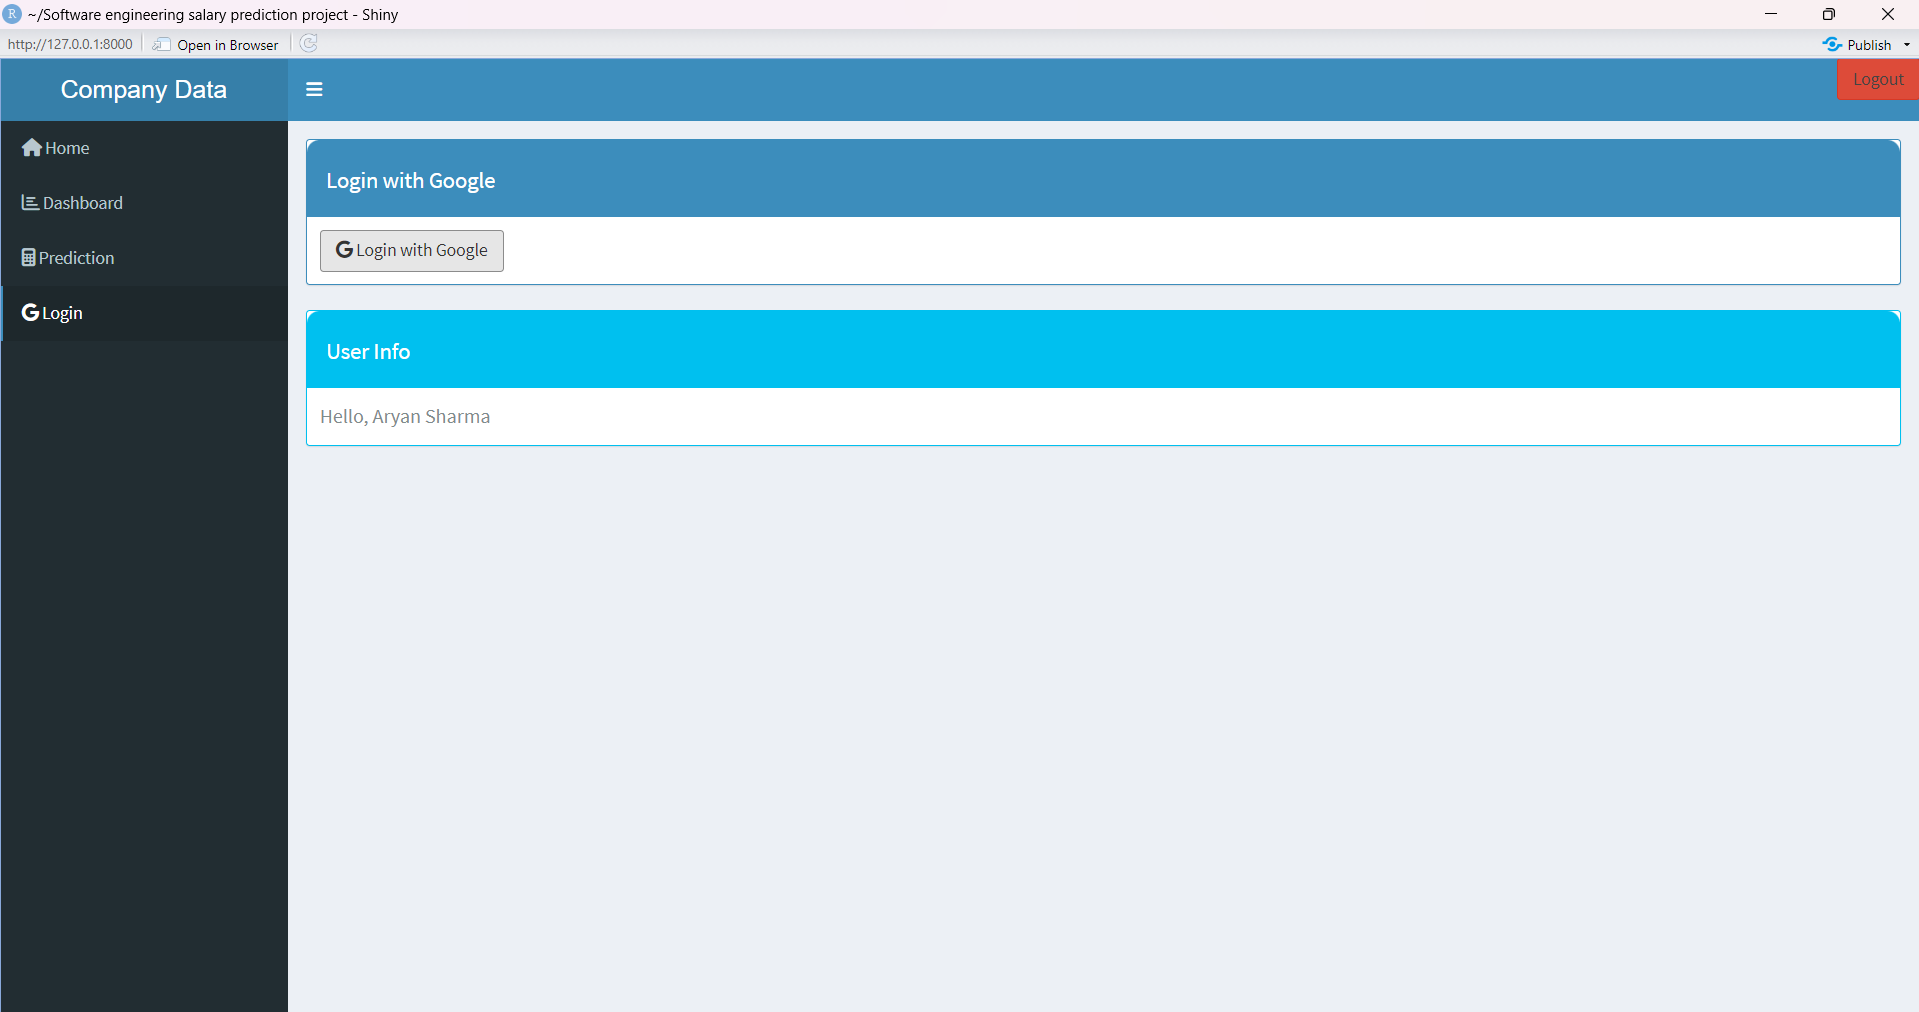 ~/Software engineering salary prediction project - Shiny
http://127.0.0.1:8000 Open in Browser Publish
Company Data Logout
Home
Dashboard
Prediction
Login
Login with Google
Login with Google
User Info
Hello, Aryan Sharma